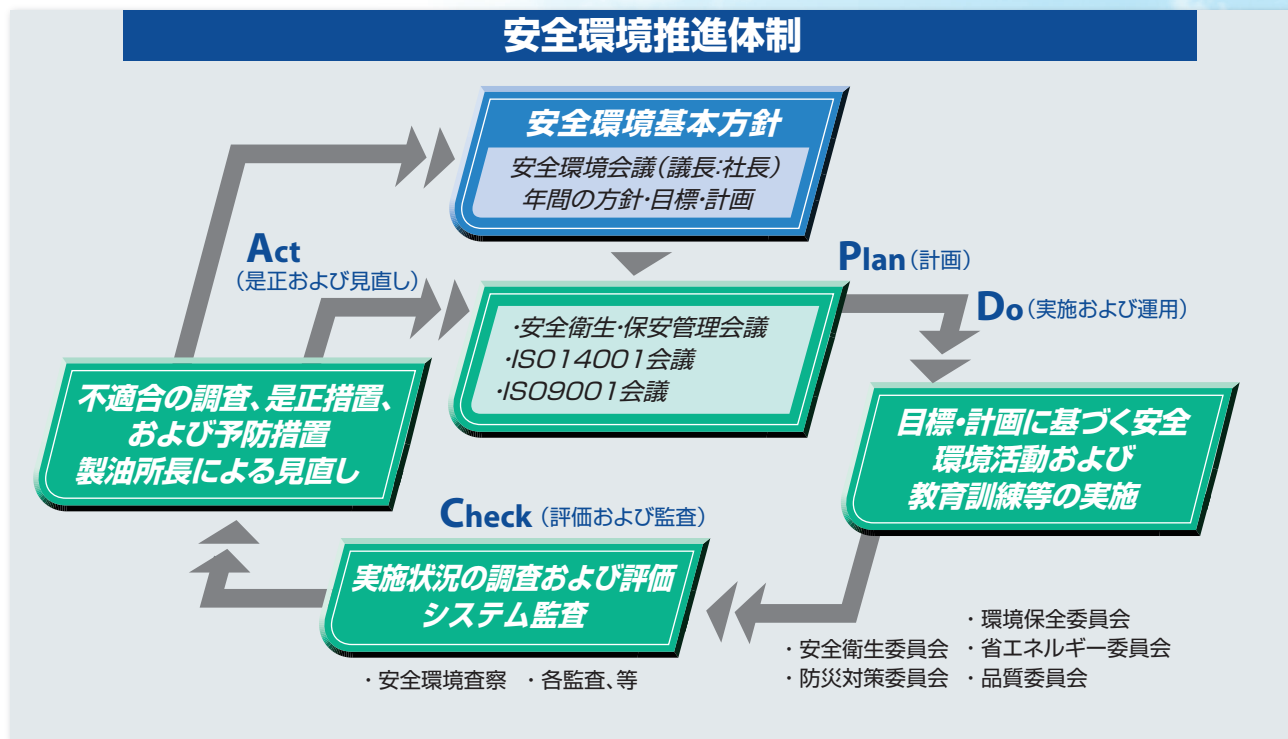 安全環境推進体制
安全環境基本方針
安全環境会議（議長:社長）
年間の方針・目標・計画
Act
（是正および見直し）
Plan（計画）
Do（実施および運用）
・安全衛生・保安管理会議
・ISO14001会議
・ISO9001会議
不適合の調査、是正措置、
および予防措置
製油所長による見直し
目標・計画に基づく安全
環境活動および
教育訓練等の実施
Check（評価および監査）
実施状況の調査および評価
システム監査
・安全環境査察 ・各監査、等
・環境保全委員会
・安全衛生委員会 ・省エネルギー委員会
・防災対策委員会 ・品質委員会